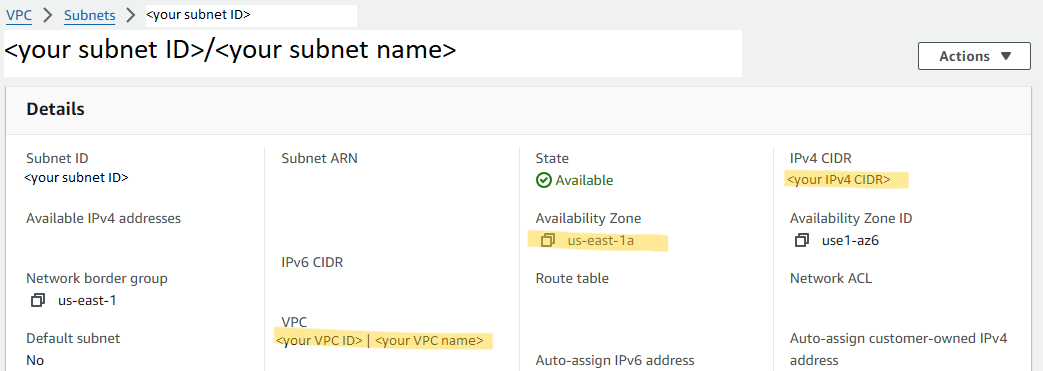 VPC > Subnets > <your subnet ID>
<your subnet ID>/<your subnet name>
Actions ▼
Details
Subnet ID
<your subnet ID>
Available IPv4 addresses
Network border group
us-east-1
Default subnet
No
Subnet ARN
IPv6 CIDR
VPC
<your VPC ID> | <your VPC name>
State
Available
Availability Zone
us-east-1a
Route table
Auto-assign IPv6 address
IPv4 CIDR
<your IPv4 CIDR>
Availability Zone ID
use1-az6
Network ACL
Auto-assign customer-owned IPv4
address